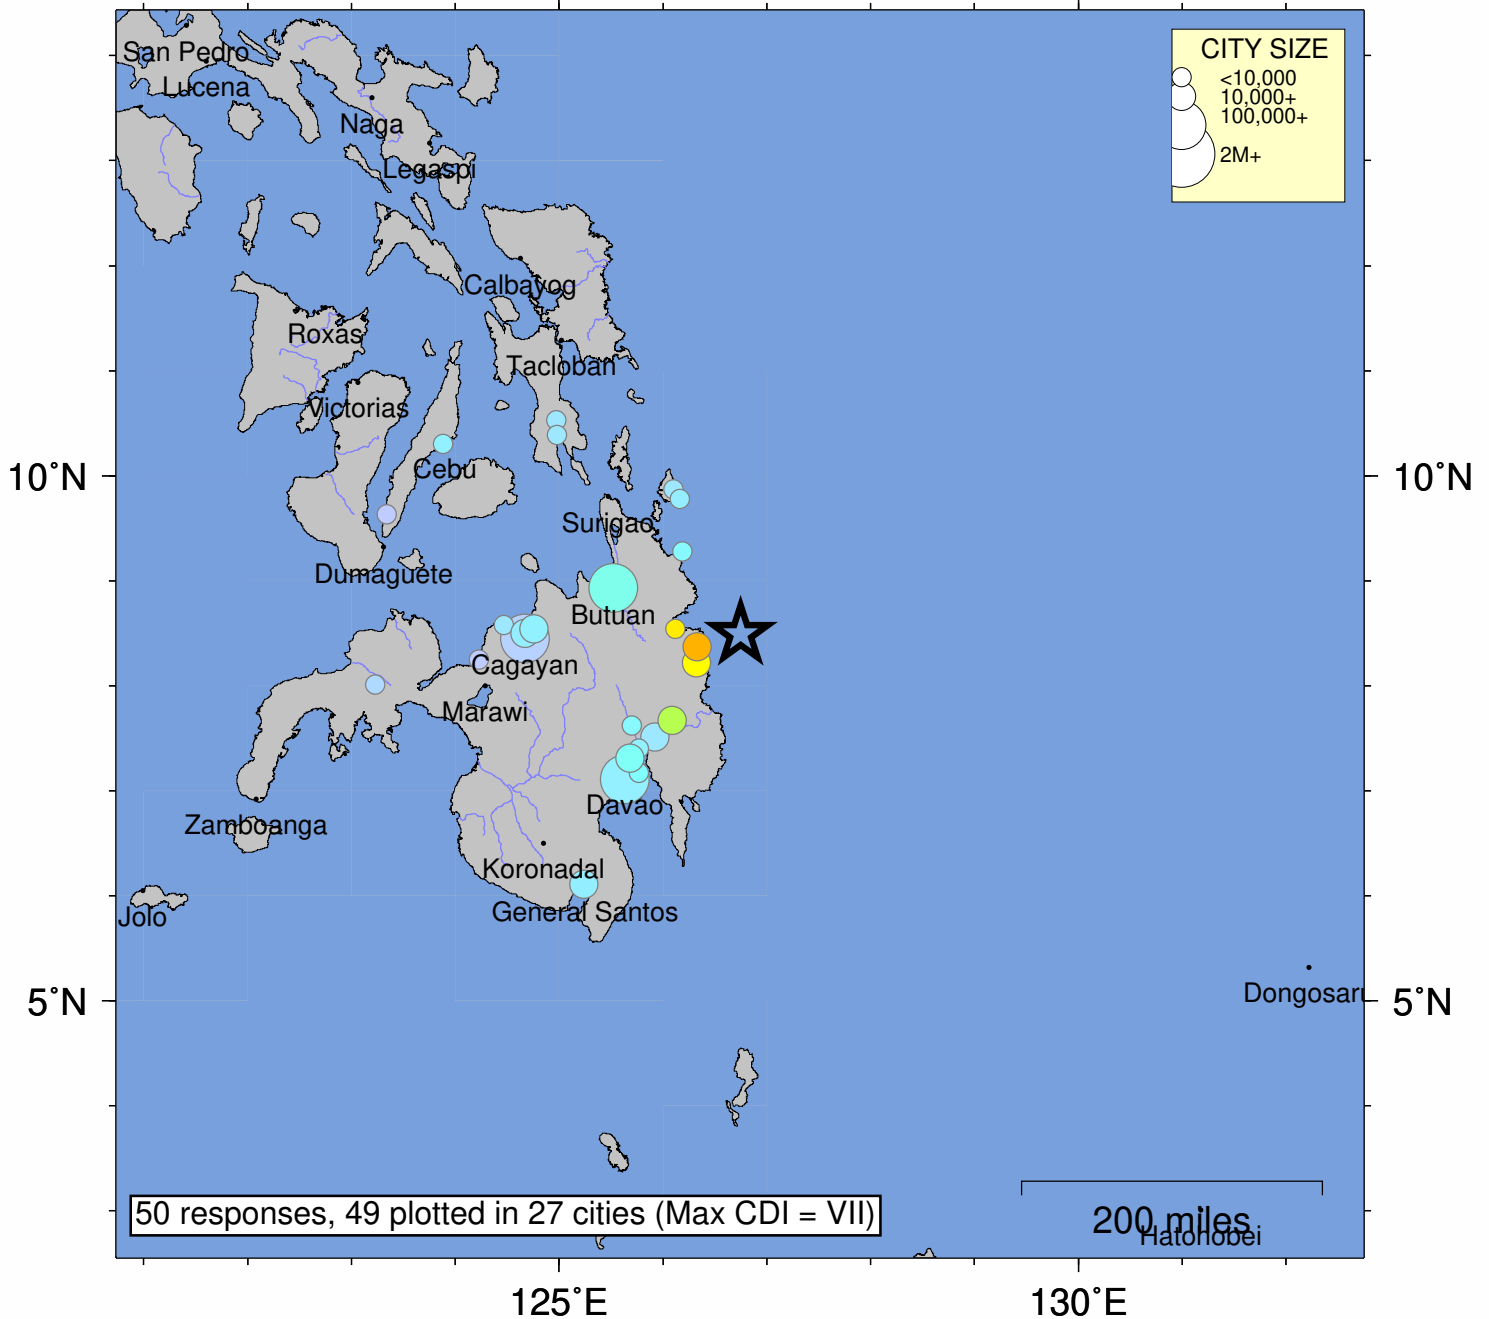 San Pedro
Lucena
Naga
Legaspi
Calbayog
Roxas
Tacloban
Victorias
Cebu
Surigao
Dumaguete
Butuan
Cagayan
Marawi
Davao
Zamboanga
Koronadal
General Santos
Jolo
Dongosaru
Hatohobei
CITY SIZE
<10,000
10,000+
100,000+
2M+
10°N
10°N
5°N
5°N
50 responses, 49 plotted in 27 cities (Max CDI = VII)
200 miles
125°E
130°E